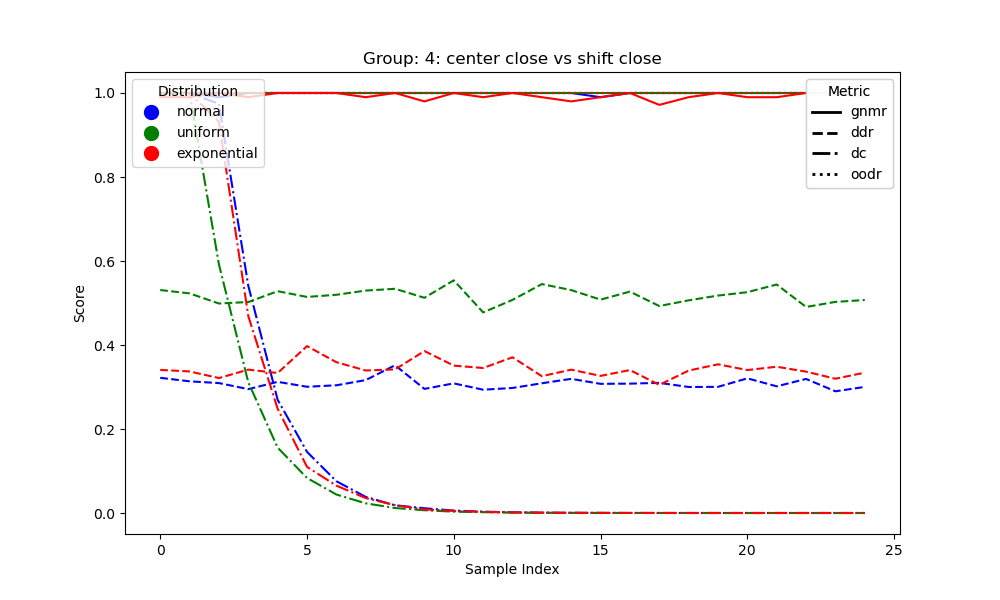 Group: 4: center close vs shift close
Distribution
normal
uniform
exponential
Metric
gnmr
ddr
dc
oodr
Score
1.0
0.8
0.6
0.4
0.2
0.0
0
5
10
15
20
25
Sample Index